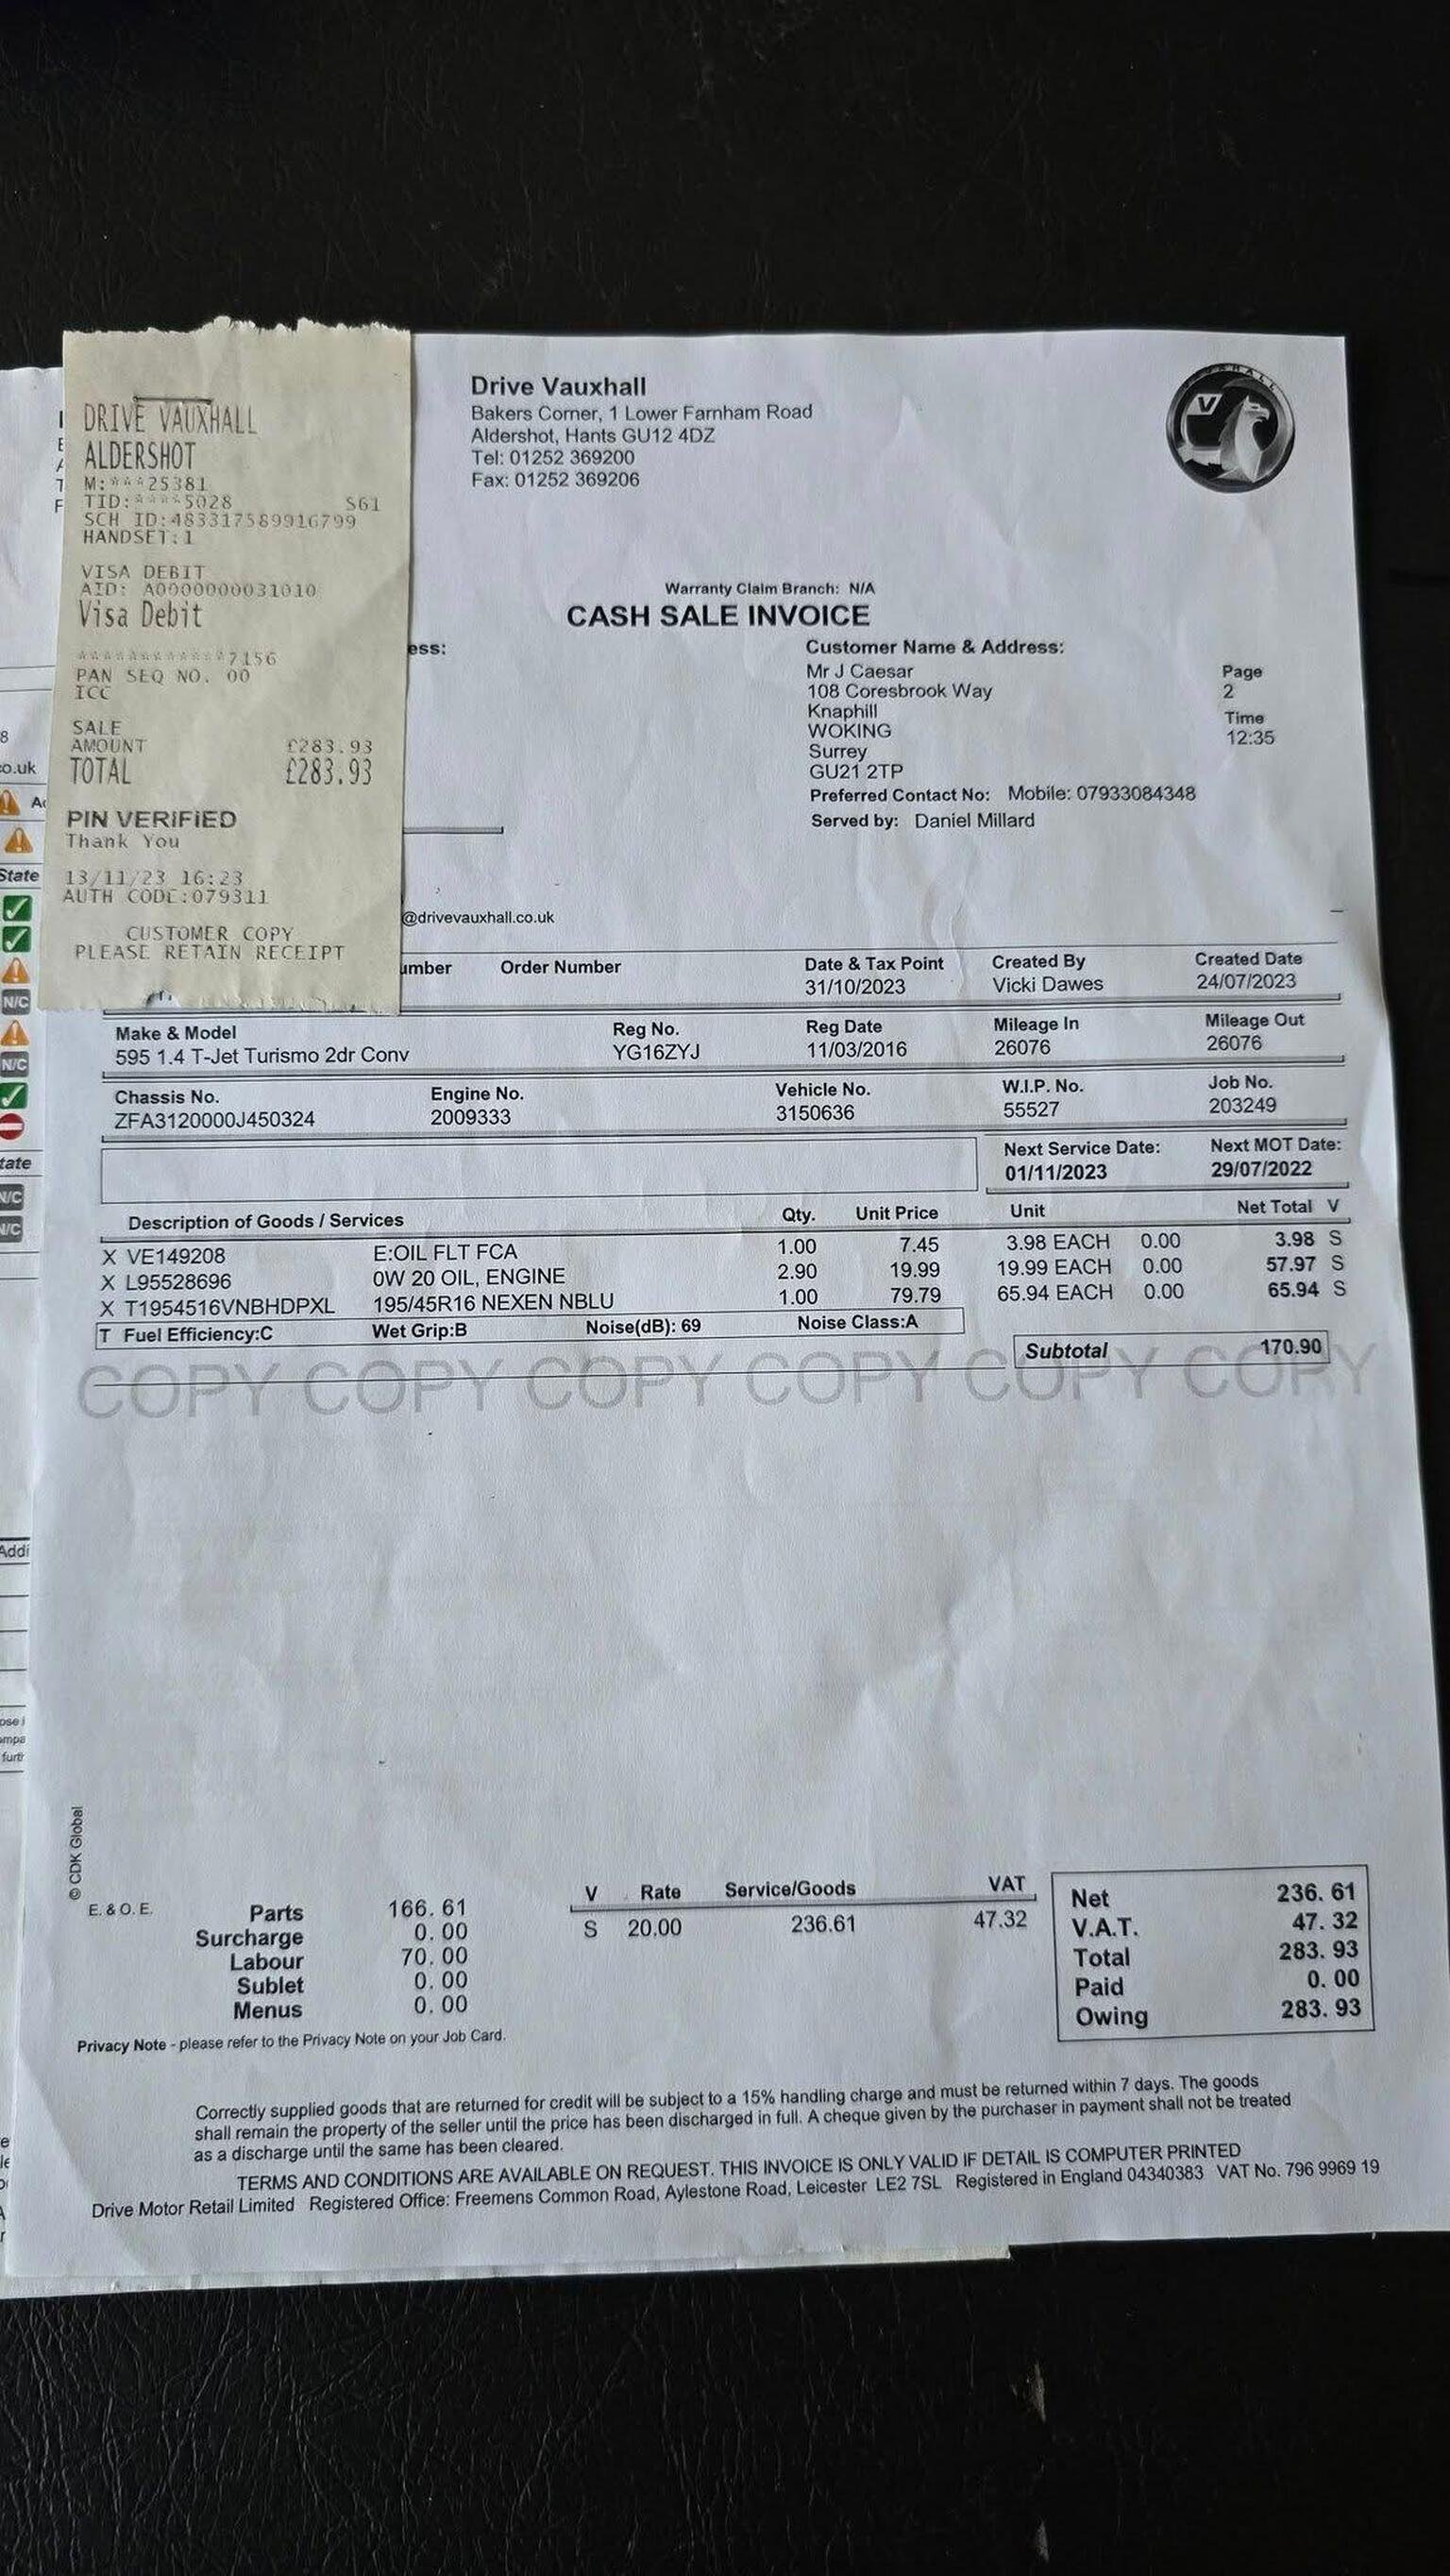 DRIVE VAUXHALL
ALDERSHOT
M:***25381
TID:****5028 S61
SCH ID:483317589916799
HANDSET:1
VISA DEBIT
AID: A0000000031010
Visa Debit
************7156
PAN SEQ NO. 00
ICC
SALE
AMOUNT £283.93
TOTAL £283.93
PIN VERIFIED
Thank You
13/11/23 16:23
AUTH CODE:079311
CUSTOMER COPY
PLEASE RETAIN RECEIPT
8
co.uk
State
N/C
N/C
tate
N/C
N/C
Addi
furth
Drive Vauxhall
Bakers Corner, 1 Lower Farnham Road
Aldershot, Hants GU12 4DZ
Tel: 01252 369200
Fax: 01252 369206
VAUXHALL
V
Warranty Claim Branch: N/A
CASH SALE INVOICE
ess:
Customer Name & Address:
Mr J Caesar
108 Coresbrook Way
Knaphill
WOKING
Surrey
GU21 2TP
Page
2
Time
12:35
Preferred Contact No: Mobile: 07933084348
Served by: Daniel Millard
@drivevauxhall.co.uk
umber Order Number Date & Tax Point Created By Created Date
31/10/2023 Vicki Dawes 24/07/2023
Make & Model Reg No. Reg Date Mileage In Mileage Out
595 1.4 T-Jet Turismo 2dr Conv YG16ZYJ 11/03/2016 26076 26076
Chassis No. Engine No. Vehicle No. W.I.P. No. Job No.
ZFA3120000J450324 2009333 3150636 55527 203249
Next Service Date: Next MOT Date:
01/11/2023 29/07/2022
Description of Goods / Services Qty. Unit Price Unit Net Total V
X VE149208 E:OIL FLT FCA 1.00 7.45 3.98 EACH 0.00 3.98 S
X L95528696 0W 20 OIL, ENGINE 2.90 19.99 19.99 EACH 0.00 57.97 S
X T1954516VNBHDPXL 195/45R16 NEXEN NBLU 1.00 79.79 65.94 EACH 0.00 65.94 S
T Fuel Efficiency:C Wet Grip:B Noise(dB): 69 Noise Class:A
Subtotal 170.90
COPY COPY COPY COPY COPY COPY
© CDK Global
E. & O. E.
Parts 166.61
Surcharge 0.00
Labour 70.00
Sublet 0.00
Menus 0.00
V Rate Service/Goods VAT
S 20.00 236.61 47.32
Net 236.61
V.A.T. 47.32
Total 283.93
Paid 0.00
Owing 283.93
Privacy Note - please refer to the Privacy Note on your Job Card.
Correctly supplied goods that are returned for credit will be subject to a 15% handling charge and must be returned within 7 days. The goods
shall remain the property of the seller until the price has been discharged in full. A cheque given by the purchaser in payment shall not be treated
as a discharge until the same has been cleared.
TERMS AND CONDITIONS ARE AVAILABLE ON REQUEST. THIS INVOICE IS ONLY VALID IF DETAIL IS COMPUTER PRINTED
Drive Motor Retail Limited Registered Office: Freemens Common Road, Aylestone Road, Leicester LE2 7SL Registered in England 04340383 VAT No. 796 9969 19